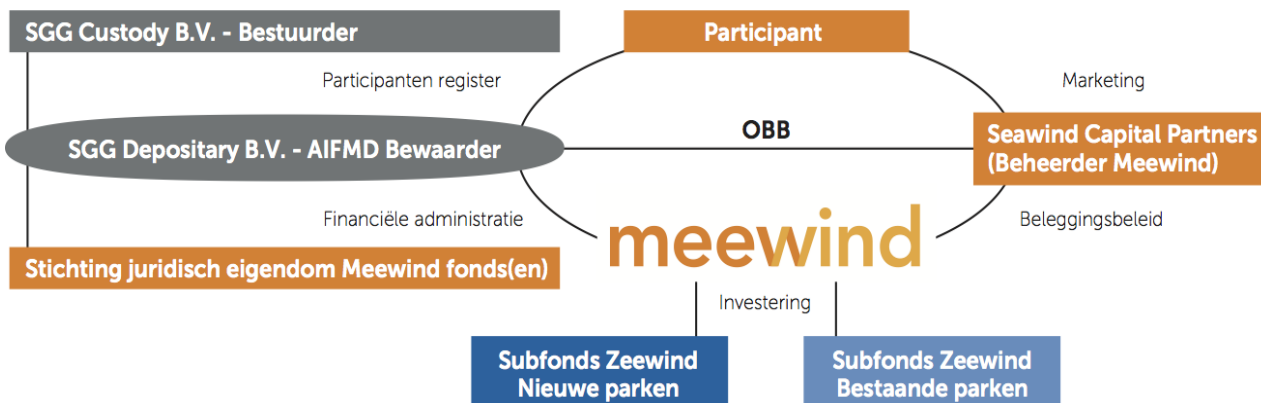 SGG Custody B.V. - Bestuurder
Participant
Participanten register
Marketing
OBB
SGG Depositary B.V. - AIFMD Bewaarder
Seawind Capital Partners
(Beheerder Meewind)
Financiële administratie
meewind
Beleggingsbeleid
Stichting juridisch eigendom Meewind fonds(en)
Investering
Subfonds Zeewind
Nieuwe parken
Subfonds Zeewind
Bestaande parken